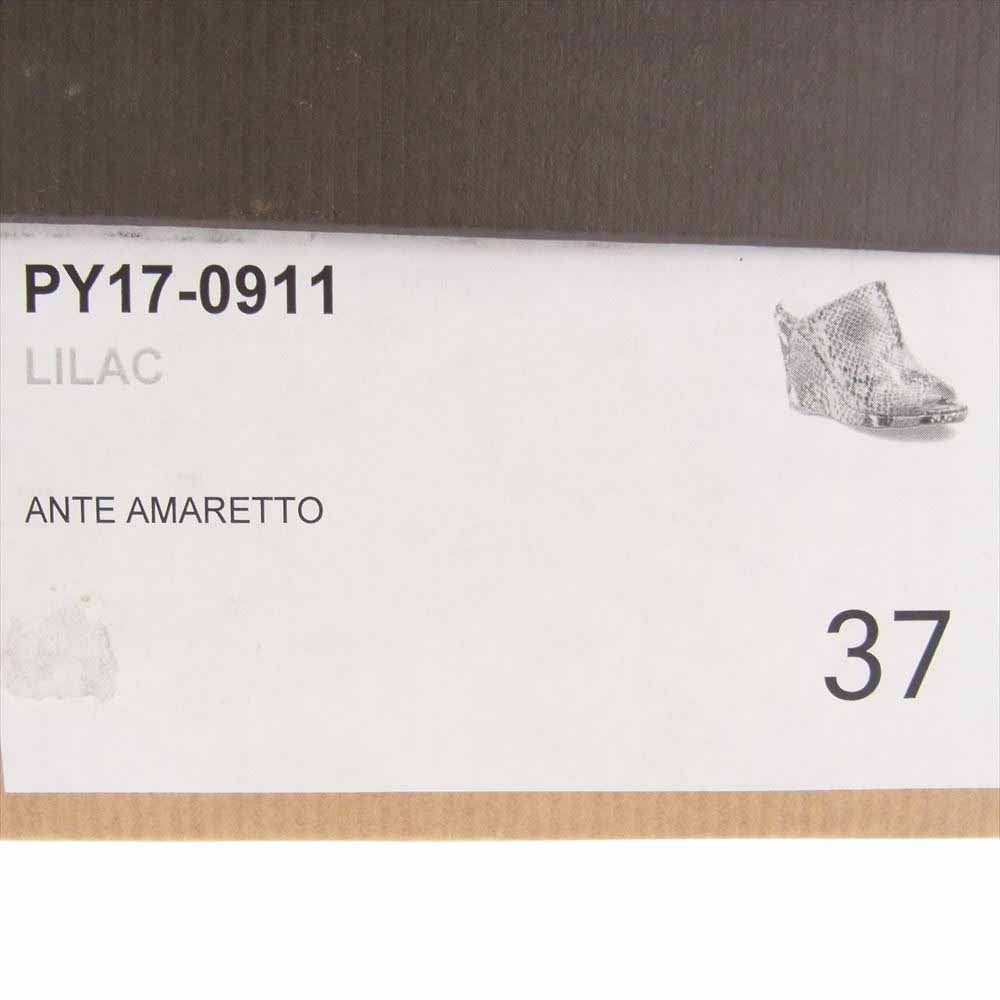 PY17-0911
LILAC
ANTE AMARETTO
37